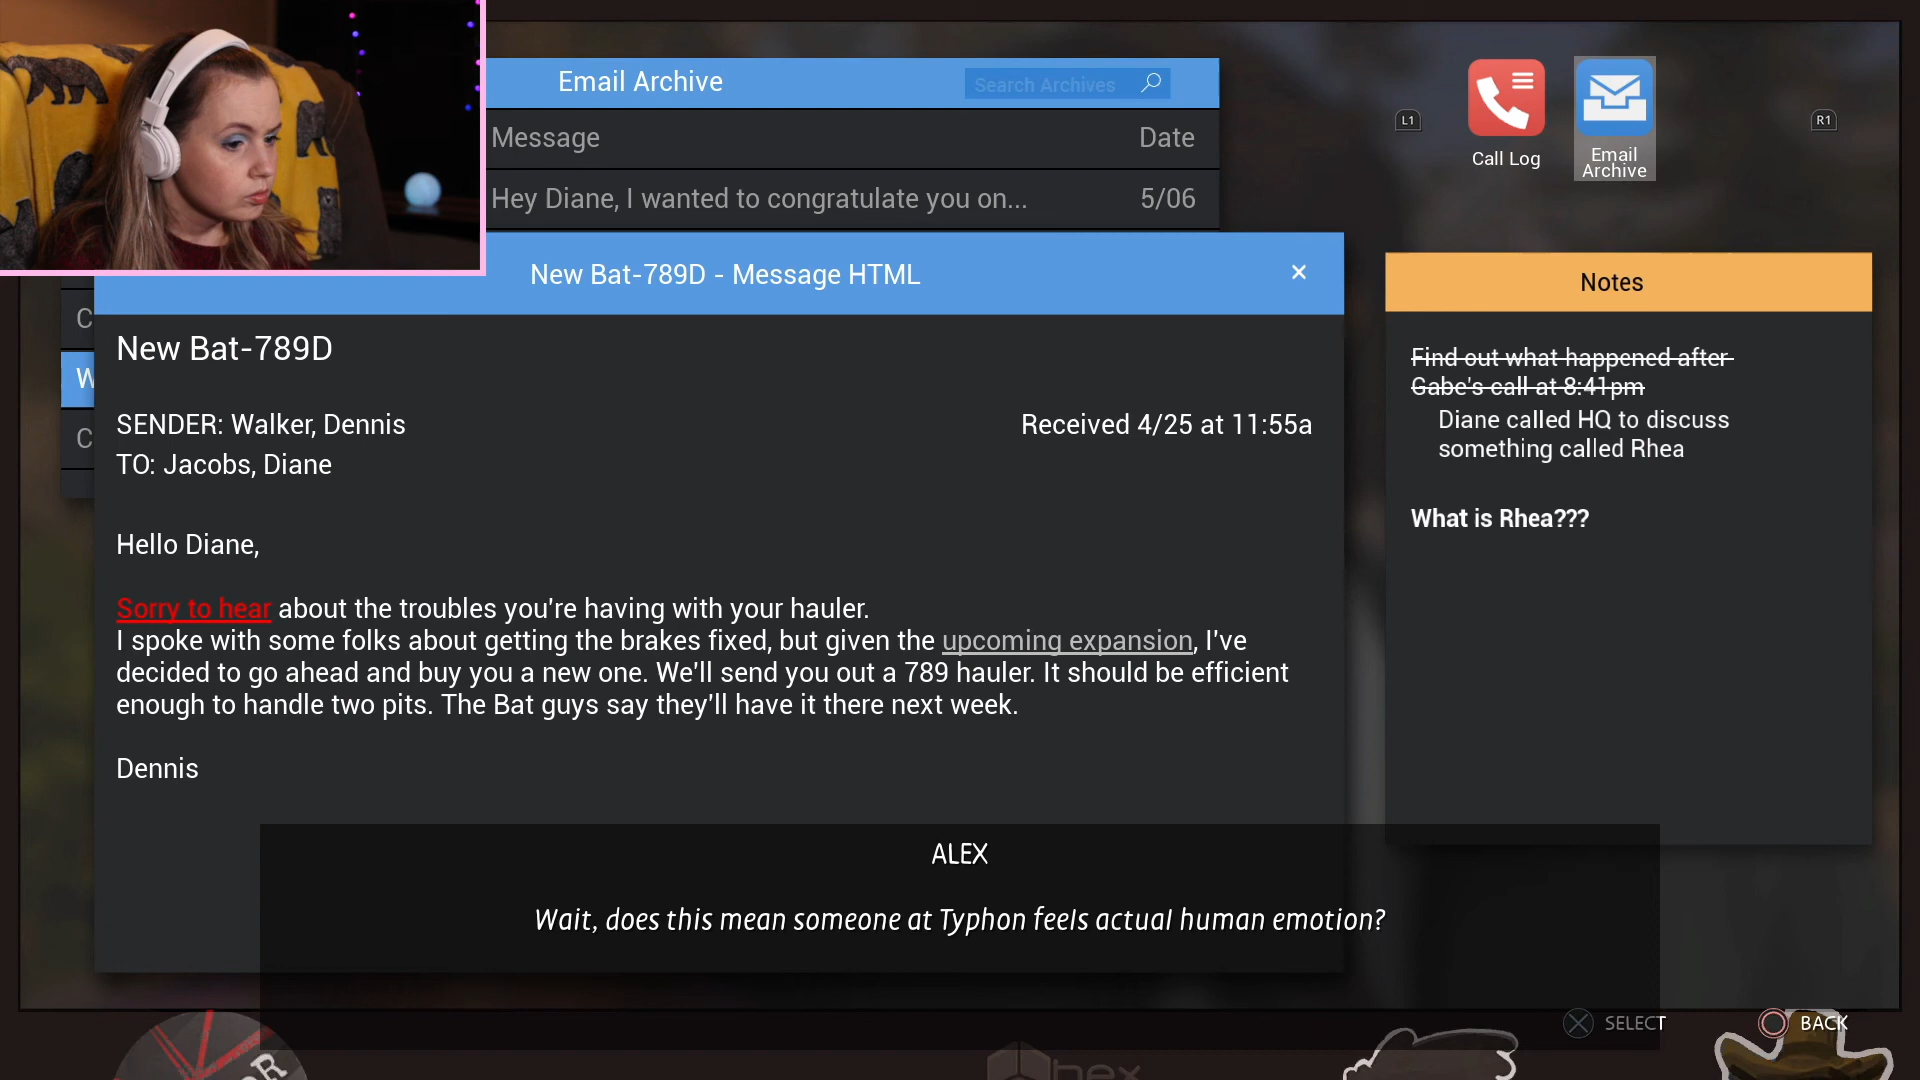 Email Archive
Search Archives
Message Date
Hey Diane, I wanted to congratulate you on... 5/06
L1
Call Log
Email
Archive
R1
New Bat-789D - Message HTML ×
C
W
C
New Bat-789D
SENDER: Walker, Dennis Received 4/25 at 11:55a
TO: Jacobs, Diane
Hello Diane,
Sorry to hear about the troubles you're having with your hauler.
I spoke with some folks about getting the brakes fixed, but given the upcoming expansion, I've
decided to go ahead and buy you a new one. We'll send you out a 789 hauler. It should be efficient
enough to handle two pits. The Bat guys say they'll have it there next week.
Dennis
Notes
Find out what happened after
Gabe's call at 8:41pm
Diane called HQ to discuss
something called Rhea
What is Rhea???
ALEX
Wait, does this mean someone at Typhon feels actual human emotion?
SELECT
BACK
hex